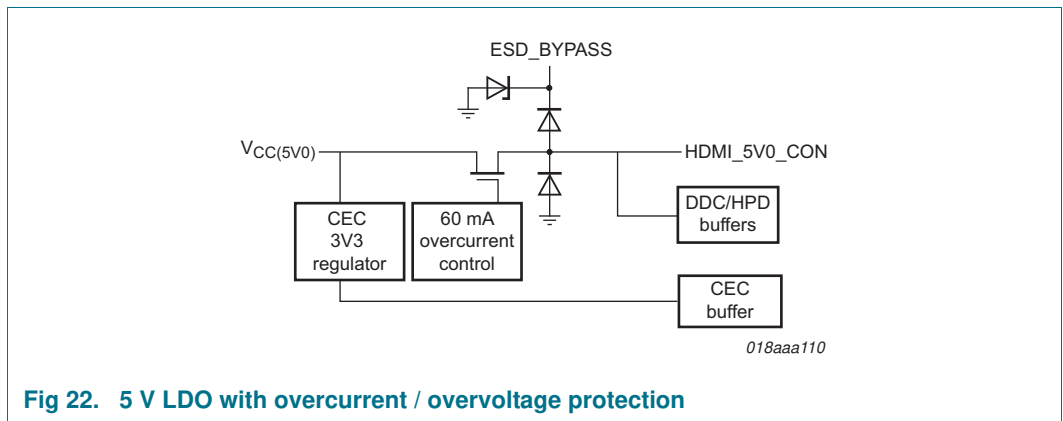 ESD_BYPASS
VCC(5V0)
HDMI_5V0_CON
CEC
3V3
regulator
60 mA
overcurrent
control
DDC/HPD
buffers
CEC
buffer
018aaa110
Fig 22. 5 V LDO with overcurrent / overvoltage protection